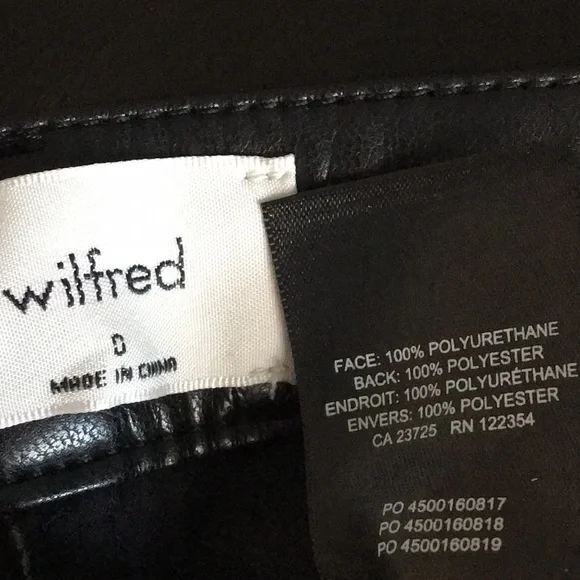 wilfred
0
MADE IN CHINA
FACE: 100% POLYURETHANE
BACK: 100% POLYESTER
ENDROIT: 100% POLYURÉTHANE
ENVERS: 100% POLYESTER
CA 23725 RN 122354
PO 4500160817
PO 4500160818
PO 4500160819